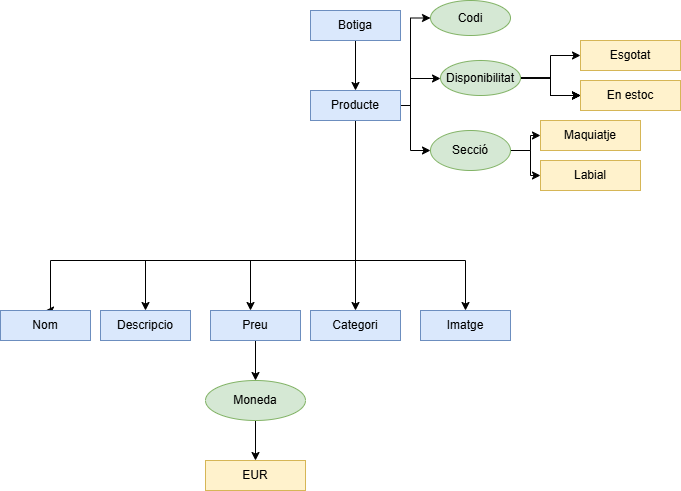 Botiga
Codi
Disponibilitat
Esgotat
En estoc
Producte
Secció
Maquiatje
Labial
Nom
Descripcio
Preu
Categori
Imatge
Moneda
EUR